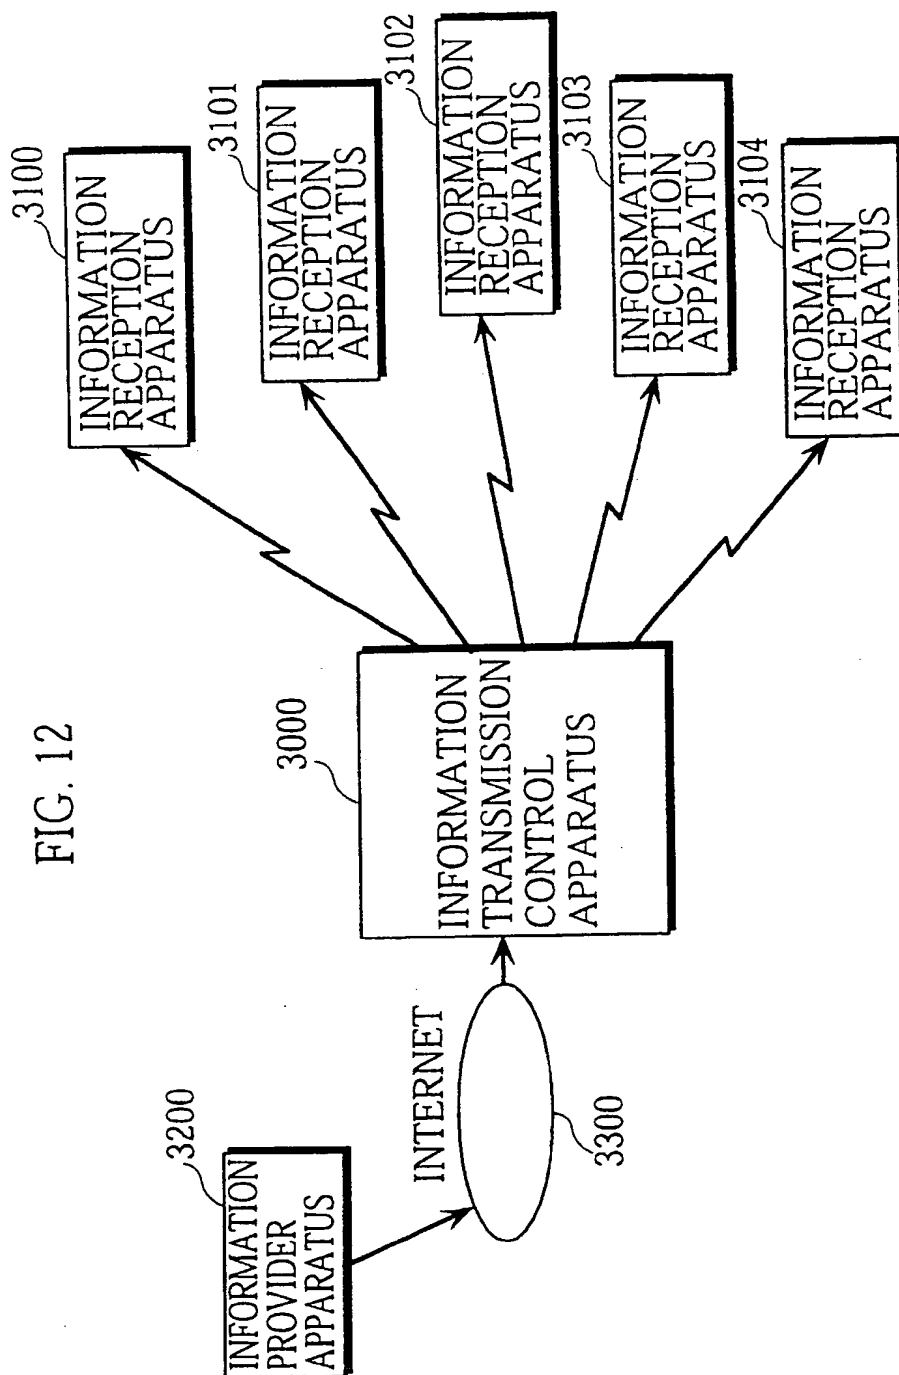 FIG. 12
3200
INFORMATION
PROVIDER
APPARATUS
INTERNET
3300
3000
INFORMATION
TRANSMISSION
CONTROL
APPARATUS
3100
INFORMATION
RECEPTION
APPARATUS
3101
INFORMATION
RECEPTION
APPARATUS
3102
INFORMATION
RECEPTION
APPARATUS
3103
INFORMATION
RECEPTION
APPARATUS
3104
INFORMATION
RECEPTION
APPARATUS